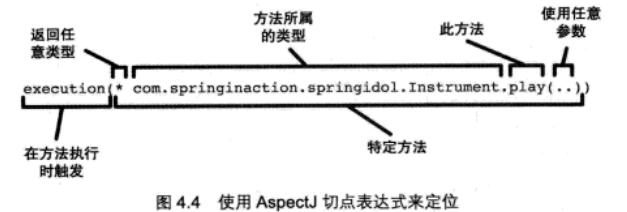 返回任
意类型
方法所属
的类型
此方法
使用任意
参数
execution(* com.springinaction.springidol.Instrument.play(..))
在方法执行
时触发
特定方法
图 4.4 使用 AspectJ 切点表达式来定位